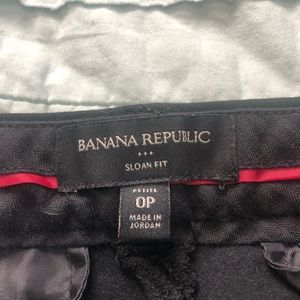 BANANA REPUBLIC
SLOAN FIT
PETITE
0P
MADE IN
JORDAN